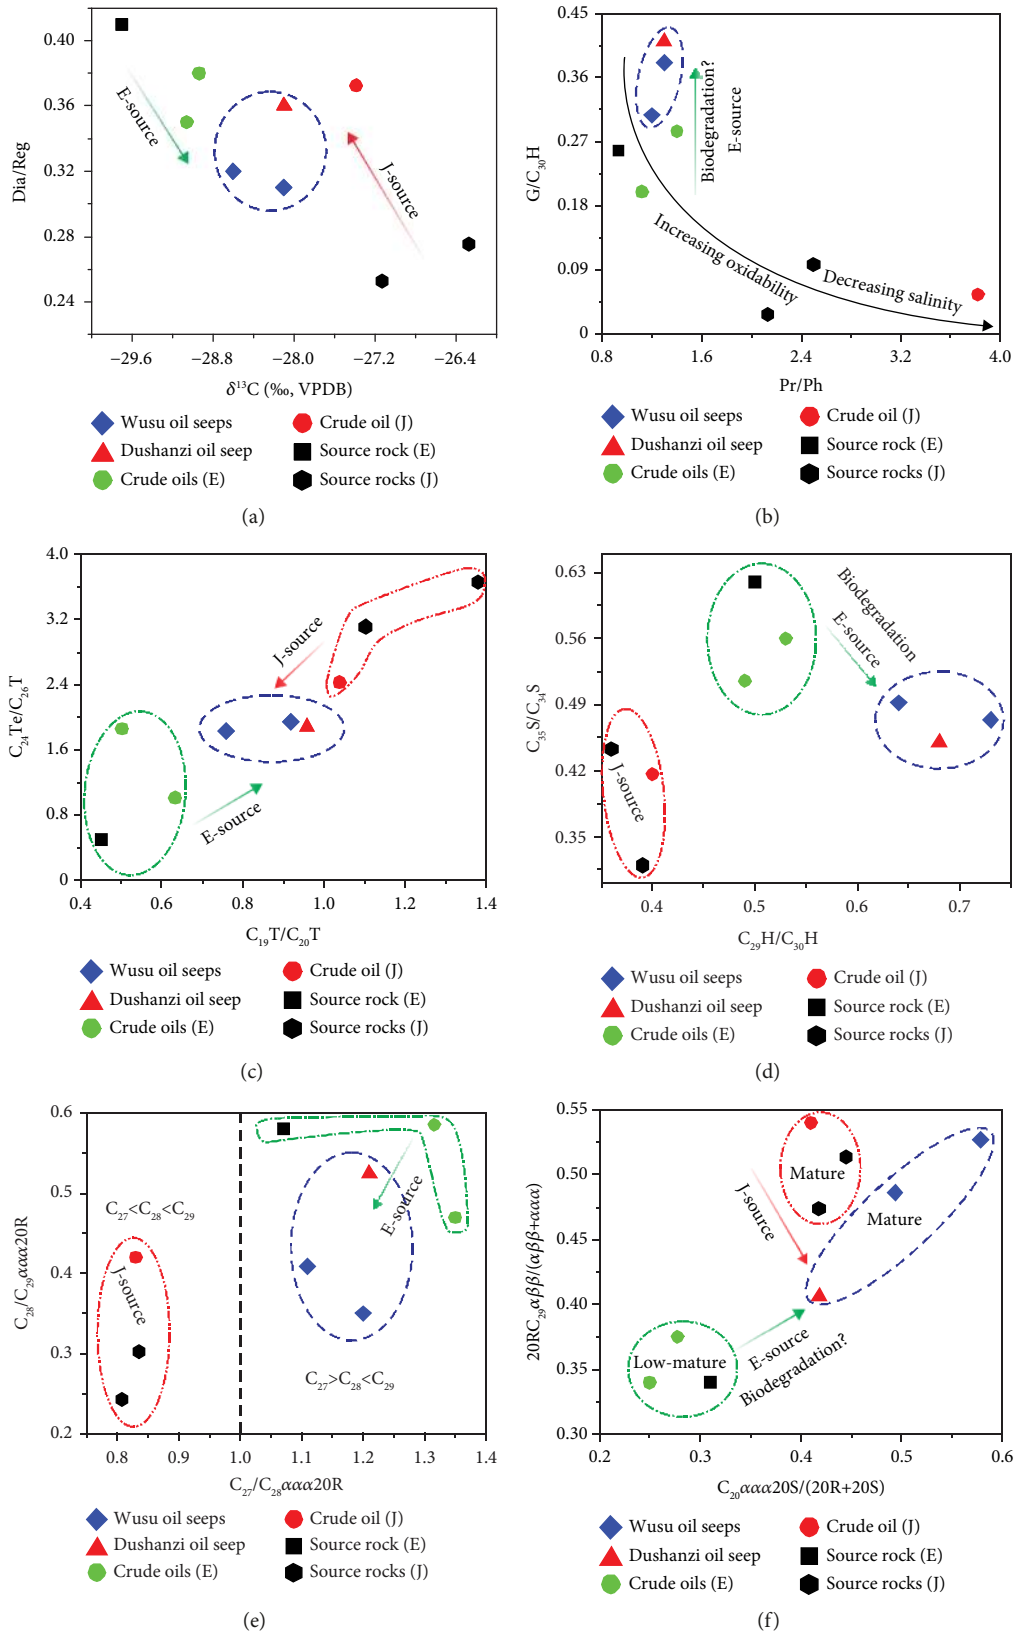 0.40
0.36
0.32
0.28
0.24
Dia/Reg
E-source
J-source
−29.6 −28.8 −28.0 −27.2 −26.4
δ¹³C (‰, VPDB)
Wusu oil seeps
Dushanzi oil seep
Crude oils (E)
Crude oil (J)
Source rock (E)
Source rocks (J)
(a)
0.45
0.36
0.27
0.18
0.09
0
G/C₃₀H
Biodegradation?
E-source
Increasing oxidability
Decreasing salinity
0.8 1.6 2.4 3.2 4.0
Pr/Ph
Wusu oil seeps
Dushanzi oil seep
Crude oils (E)
Crude oil (J)
Source rock (E)
Source rocks (J)
(b)
4.0
3.2
2.4
1.6
0.8
0
C₂₄Te/C₂₆T
J-source
E-source
0.4 0.6 0.8 1.0 1.2 1.4
C₁₉T/C₂₀T
Wusu oil seeps
Dushanzi oil seep
Crude oils (E)
Crude oil (J)
Source rock (E)
Source rocks (J)
(c)
0.63
0.56
0.49
0.42
0.35
C₃₅S/C₃₄S
Biodegradation
E-source
J-source
0.4 0.5 0.6 0.7
C₂₉H/C₃₀H
Wusu oil seeps
Dushanzi oil seep
Crude oils (E)
Crude oil (J)
Source rock (E)
Source rocks (J)
(d)
0.6
0.5
0.4
0.3
0.2
C₂₈/C₂₉ααα20R
C₂₇<C₂₈<C₂₉
J-source
E-source
C₂₇>C₂₈<C₂₉
0.8 0.9 1.0 1.1 1.2 1.3 1.4
C₂₇/C₂₈ααα20R
Wusu oil seeps
Dushanzi oil seep
Crude oils (E)
Crude oil (J)
Source rock (E)
Source rocks (J)
(e)
0.55
0.50
0.45
0.40
0.35
0.30
20RC₂₉αββ/(αββ+ααα)
Mature
J-source
Mature
Low-mature
E-source
Biodegradation?
0.2 0.3 0.4 0.5 0.6
C₂₀ααα20S/(20R+20S)
Wusu oil seeps
Dushanzi oil seep
Crude oils (E)
Crude oil (J)
Source rock (E)
Source rocks (J)
(f)